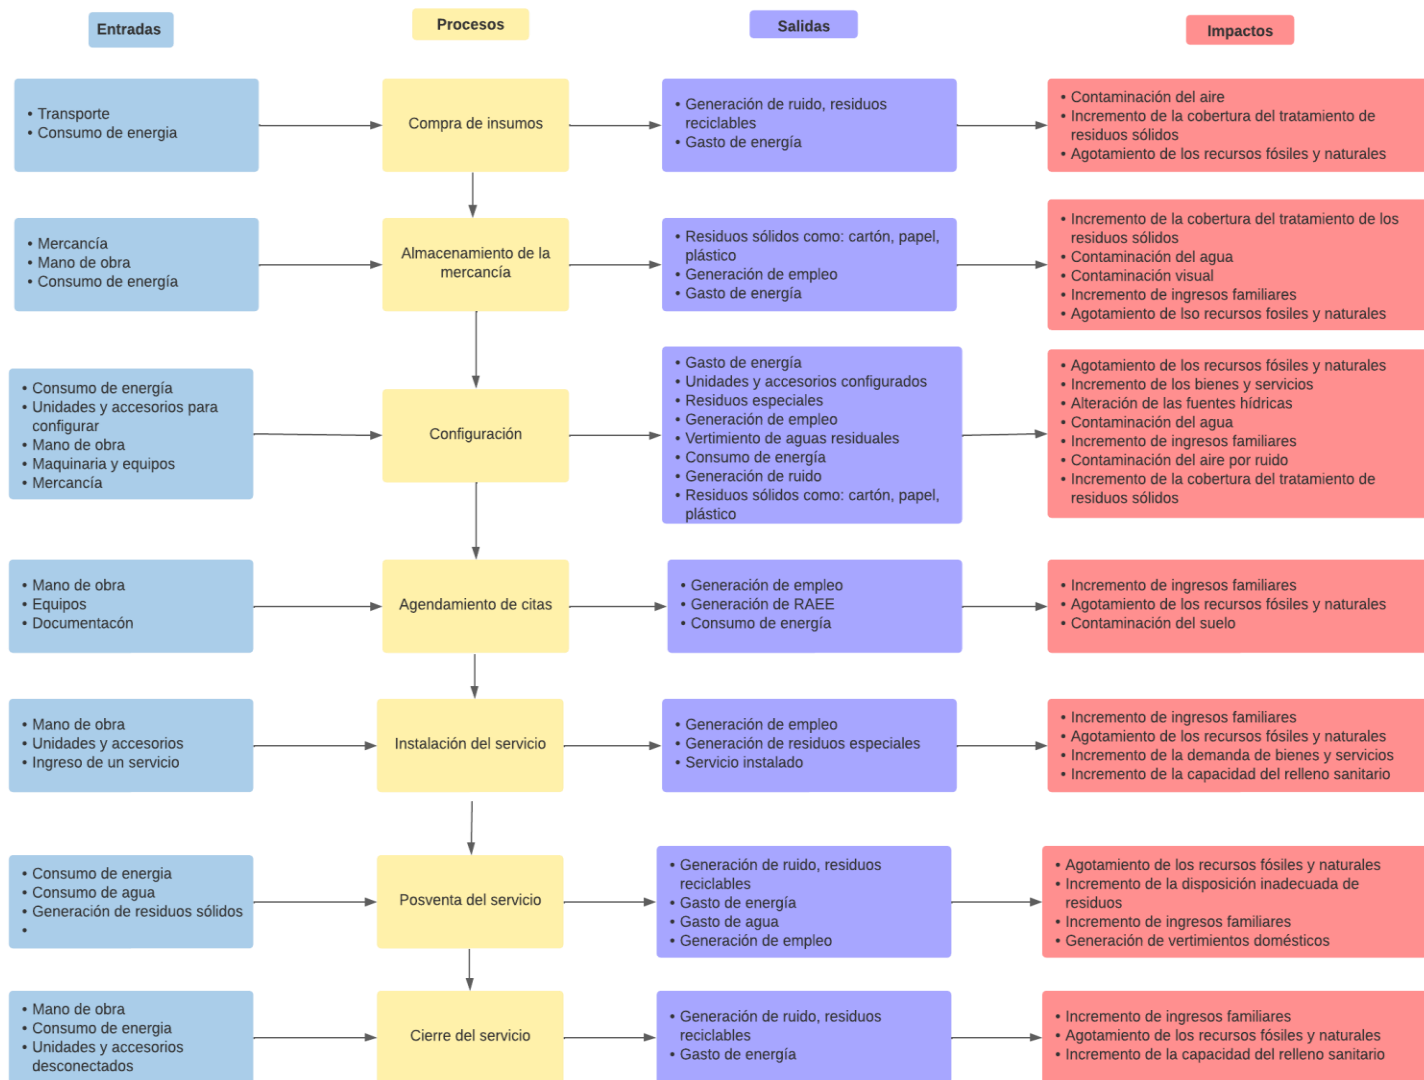 Entradas
Procesos
Salidas
Impactos
• Transporte
• Consumo de energia
Compra de insumos
• Generación de ruido, residuos
reciclables
• Gasto de energía
• Contaminación del aire
• Incremento de la cobertura del tratamiento de
residuos sólidos
• Agotamiento de los recursos fósiles y naturales
• Mercancía
• Mano de obra
• Consumo de energía
Almacenamiento de la
mercancía
• Residuos sólidos como: cartón, papel,
plástico
• Generación de empleo
• Gasto de energía
• Incremento de la cobertura del tratamiento de los
residuos sólidos
• Contaminación del agua
• Contaminación visual
• Incremento de ingresos familiares
• Agotamiento de lso recursos fosiles y naturales
• Consumo de energía
• Unidades y accesorios para
configurar
• Mano de obra
• Maquinaria y equipos
• Mercancía
Configuración
• Gasto de energía
• Unidades y accesorios configurados
• Residuos especiales
• Generación de empleo
• Vertimiento de aguas residuales
• Consumo de energía
• Generación de ruido
• Residuos sólidos como: cartón, papel,
plástico
• Agotamiento de los recursos fósiles y naturales
• Incremento de los bienes y servicios
• Alteración de las fuentes hídricas
• Contaminación del agua
• Incremento de ingresos familiares
• Contaminación del aire por ruido
• Incremento de la cobertura del tratamiento de
residuos sólidos
• Mano de obra
• Equipos
• Documentacón
Agendamiento de citas
• Generación de empleo
• Generación de RAEE
• Consumo de energía
• Incremento de ingresos familiares
• Agotamiento de los recursos fósiles y naturales
• Contaminación del suelo
• Mano de obra
• Unidades y accesorios
• Ingreso de un servicio
Instalación del servicio
• Generación de empleo
• Generación de residuos especiales
• Servicio instalado
• Incremento de ingresos familiares
• Agotamiento de los recursos fósiles y naturales
• Incremento de la demanda de bienes y servicios
• Incremento de la capacidad del relleno sanitario
• Consumo de energia
• Consumo de agua
• Generación de residuos sólidos
•
Posventa del servicio
• Generación de ruido, residuos
reciclables
• Gasto de energía
• Gasto de agua
• Generación de empleo
• Agotamiento de los recursos fósiles y naturales
• Incremento de la disposición inadecuada de
residuos
• Incremento de ingresos familiares
• Generación de vertimientos domésticos
• Mano de obra
• Consumo de energia
• Unidades y accesorios
desconectados
Cierre del servicio
• Generación de ruido, residuos
reciclables
• Gasto de energía
• Incremento de ingresos familiares
• Agotamiento de los recursos fósiles y naturales
• Incremento de la capacidad del relleno sanitario